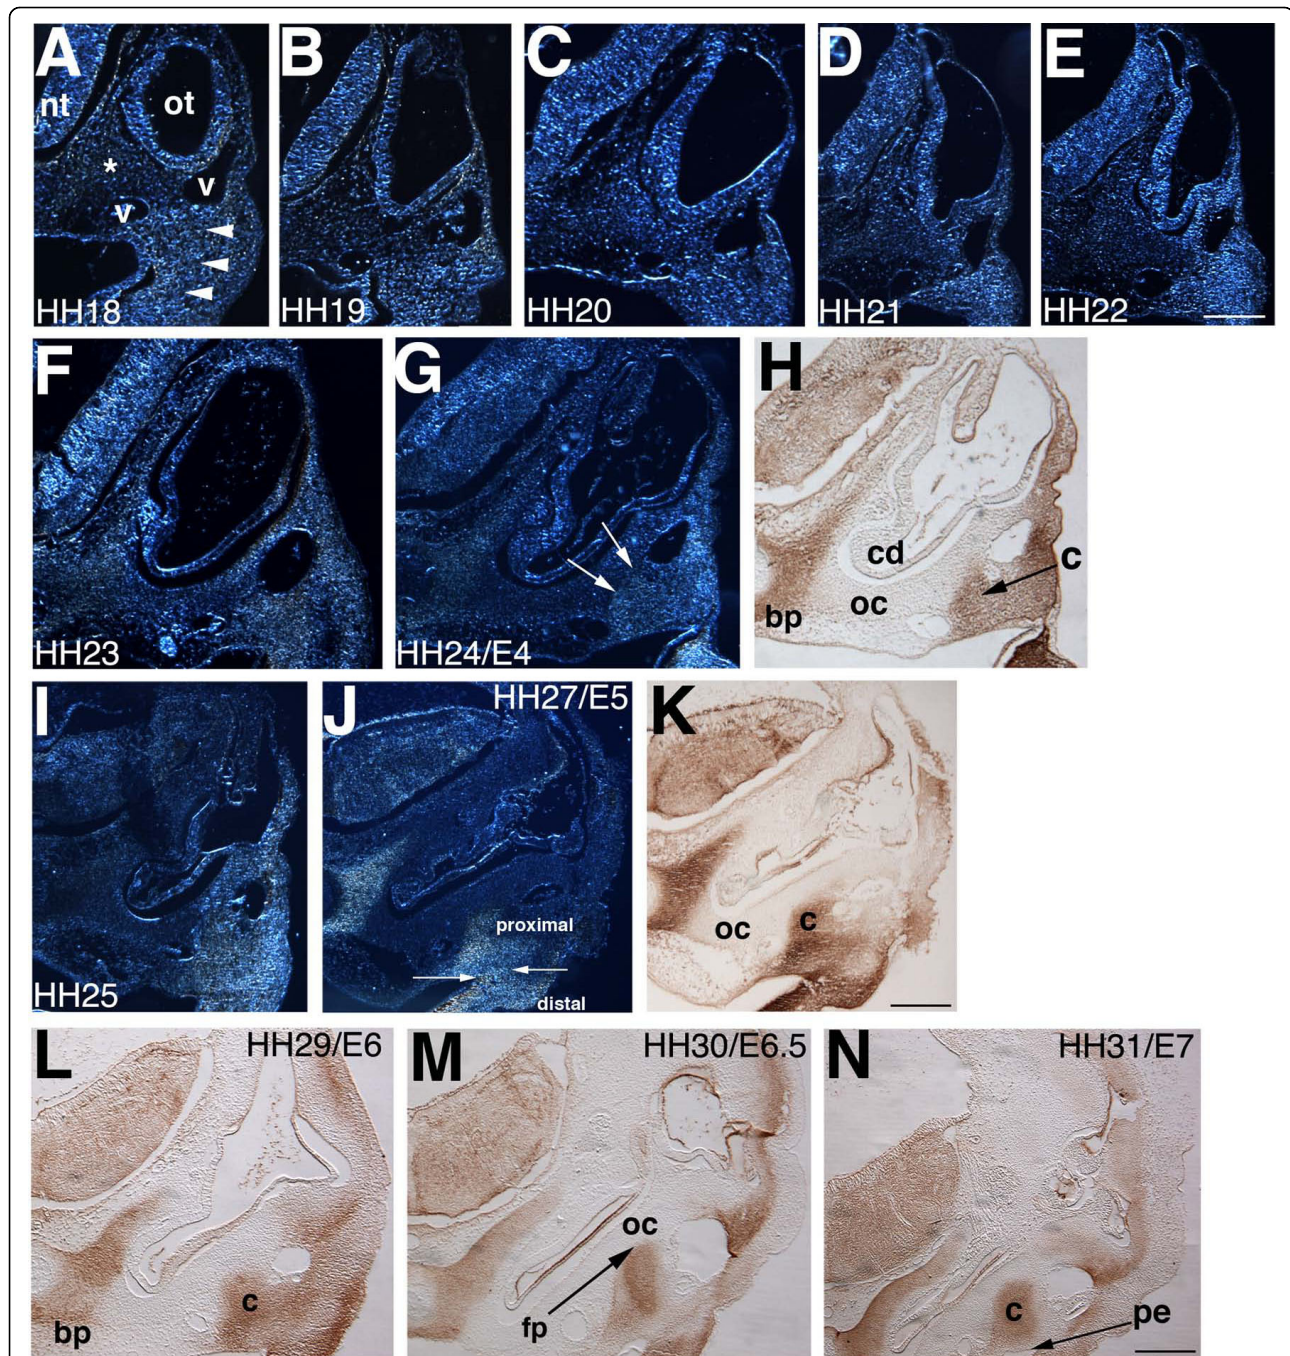 A
nt
ot
*
v
v
HH18
B
HH19
C
HH20
D
HH21
E
HH22
F
HH23
G
HH24/E4
H
cd
oc
c
bp
I
HH25
J
HH27/E5
proximal
distal
K
oc
c
L
HH29/E6
c
bp
M
HH30/E6.5
oc
fp
N
HH31/E7
c
pe